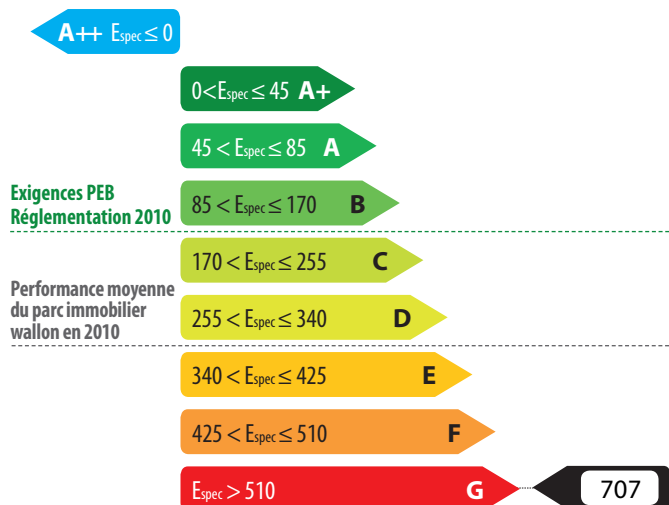 A++ Espec ≤ 0
0<Espec ≤ 45 A+
45 < Espec ≤ 85 A
Exigences PEB
Réglementation 2010
85 < Espec ≤ 170 B
170 < Espec ≤ 255 C
Performance moyenne
du parc immobilier
wallon en 2010
255 < Espec ≤ 340 D
340 < Espec ≤ 425 E
425 < Espec ≤ 510 F
Espec > 510 G 707